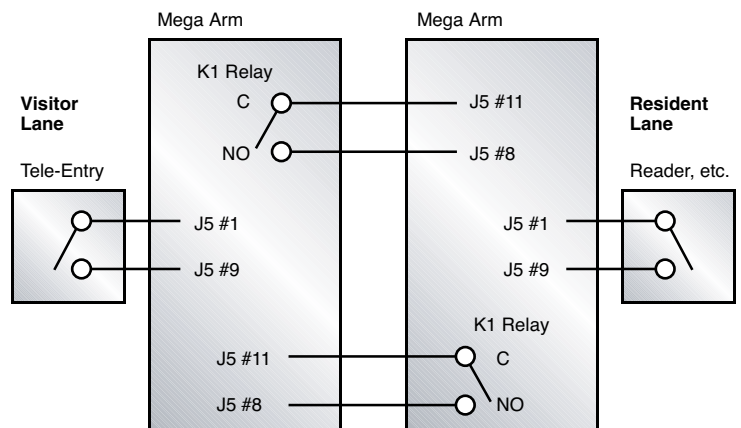 Mega Arm
Mega Arm
K1 Relay
C
NO
J5 #11
J5 #8
Visitor
Lane
Tele-Entry
Resident
Lane
Reader, etc.
J5 #1
J5 #9
J5 #1
J5 #9
K1 Relay
C
NO
J5 #11
J5 #8